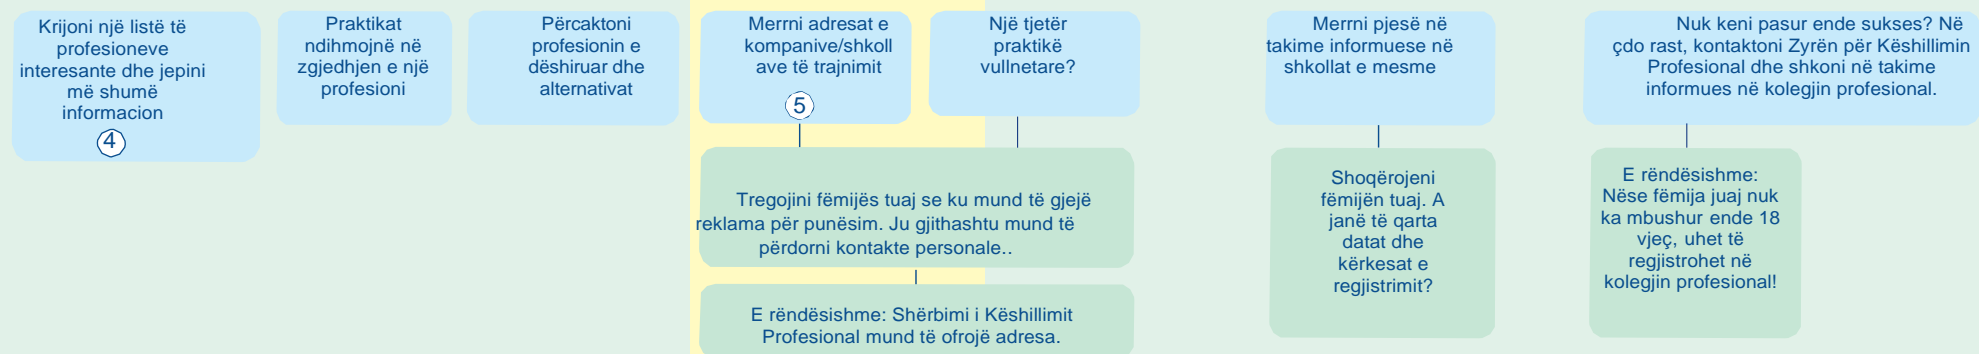 Krijoni një listë të
profesioneve
interesante dhe jepini
më shumë
informacion
4
Praktikat
ndihmojnë në
zgjedhjen e një
profesioni
Përcaktoni
profesionin e
dëshiruar dhe
alternativat
Merrni adresat e
kompanive/shkoll
ave të trajnimit
5
Një tjetër
praktikë
vullnetare?
Merrni pjesë në
takime informuese në
shkollat e mesme
Nuk keni pasur ende sukses? Në
çdo rast, kontaktoni Zyrën për Këshillimin
Profesional dhe shkoni në takime
informues në kolegjin profesional.
Tregojini fëmijës tuaj se ku mund të gjejë
reklama për punësim. Ju gjithashtu mund të
përdorni kontakte personale..
E rëndësishme: Shërbimi i Këshillimit
Profesional mund të ofrojë adresa.
Shoqërojeni
fëmijën tuaj. A
janë të qarta
datat dhe
kërkesat e
regjistrimit?
E rëndësishme:
Nëse fëmija juaj nuk
ka mbushur ende 18
vjeç, uhet të
regjistrohet në
kolegjin profesional!